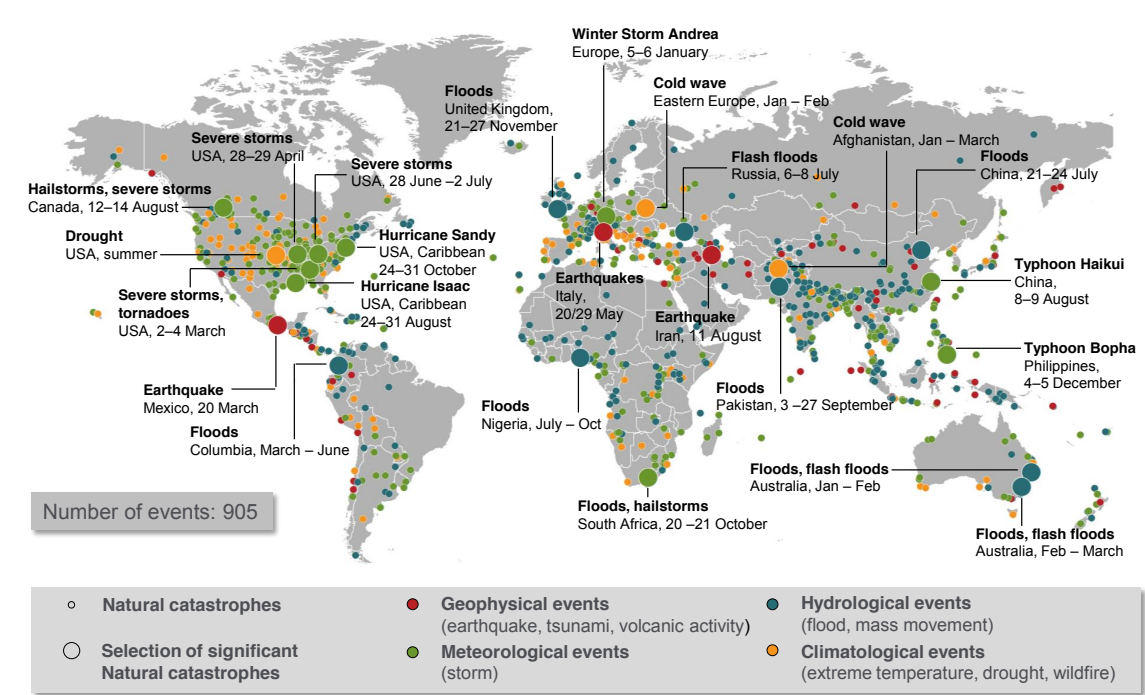 Winter Storm Andrea
Europe, 5–6 January
Cold wave
Eastern Europe, Jan – Feb
Floods
United Kingdom,
21–27 November
Cold wave
Afghanistan, Jan – March
Severe storms
USA, 28–29 April
Severe storms
USA, 28 June –2 July
Flash floods
Russia, 6–8 July
Floods
China, 21–24 July
Hailstorms, severe storms
Canada, 12–14 August
Drought
USA, summer
Hurricane Sandy
USA, Caribbean
24–31 October
Hurricane Isaac
USA, Caribbean
24–31 August
Severe storms,
tornadoes
USA, 2–4 March
Earthquakes
Italy,
20/29 May
Earthquake
Iran, 11 August
Typhoon Haikui
China,
8–9 August
Typhoon Bopha
Philippines,
4–5 December
Earthquake
Mexico, 20 March
Floods
Columbia, March – June
Floods
Nigeria, July – Oct
Floods
Pakistan, 3 –27 September
Floods, flash floods
Australia, Jan – Feb
Floods, hailstorms
South Africa, 20 –21 October
Floods, flash floods
Australia, Feb – March
Number of events: 905
Natural catastrophes
Selection of significant
Natural catastrophes
Geophysical events
(earthquake, tsunami, volcanic activity)
Meteorological events
(storm)
Hydrological events
(flood, mass movement)
Climatological events
(extreme temperature, drought, wildfire)